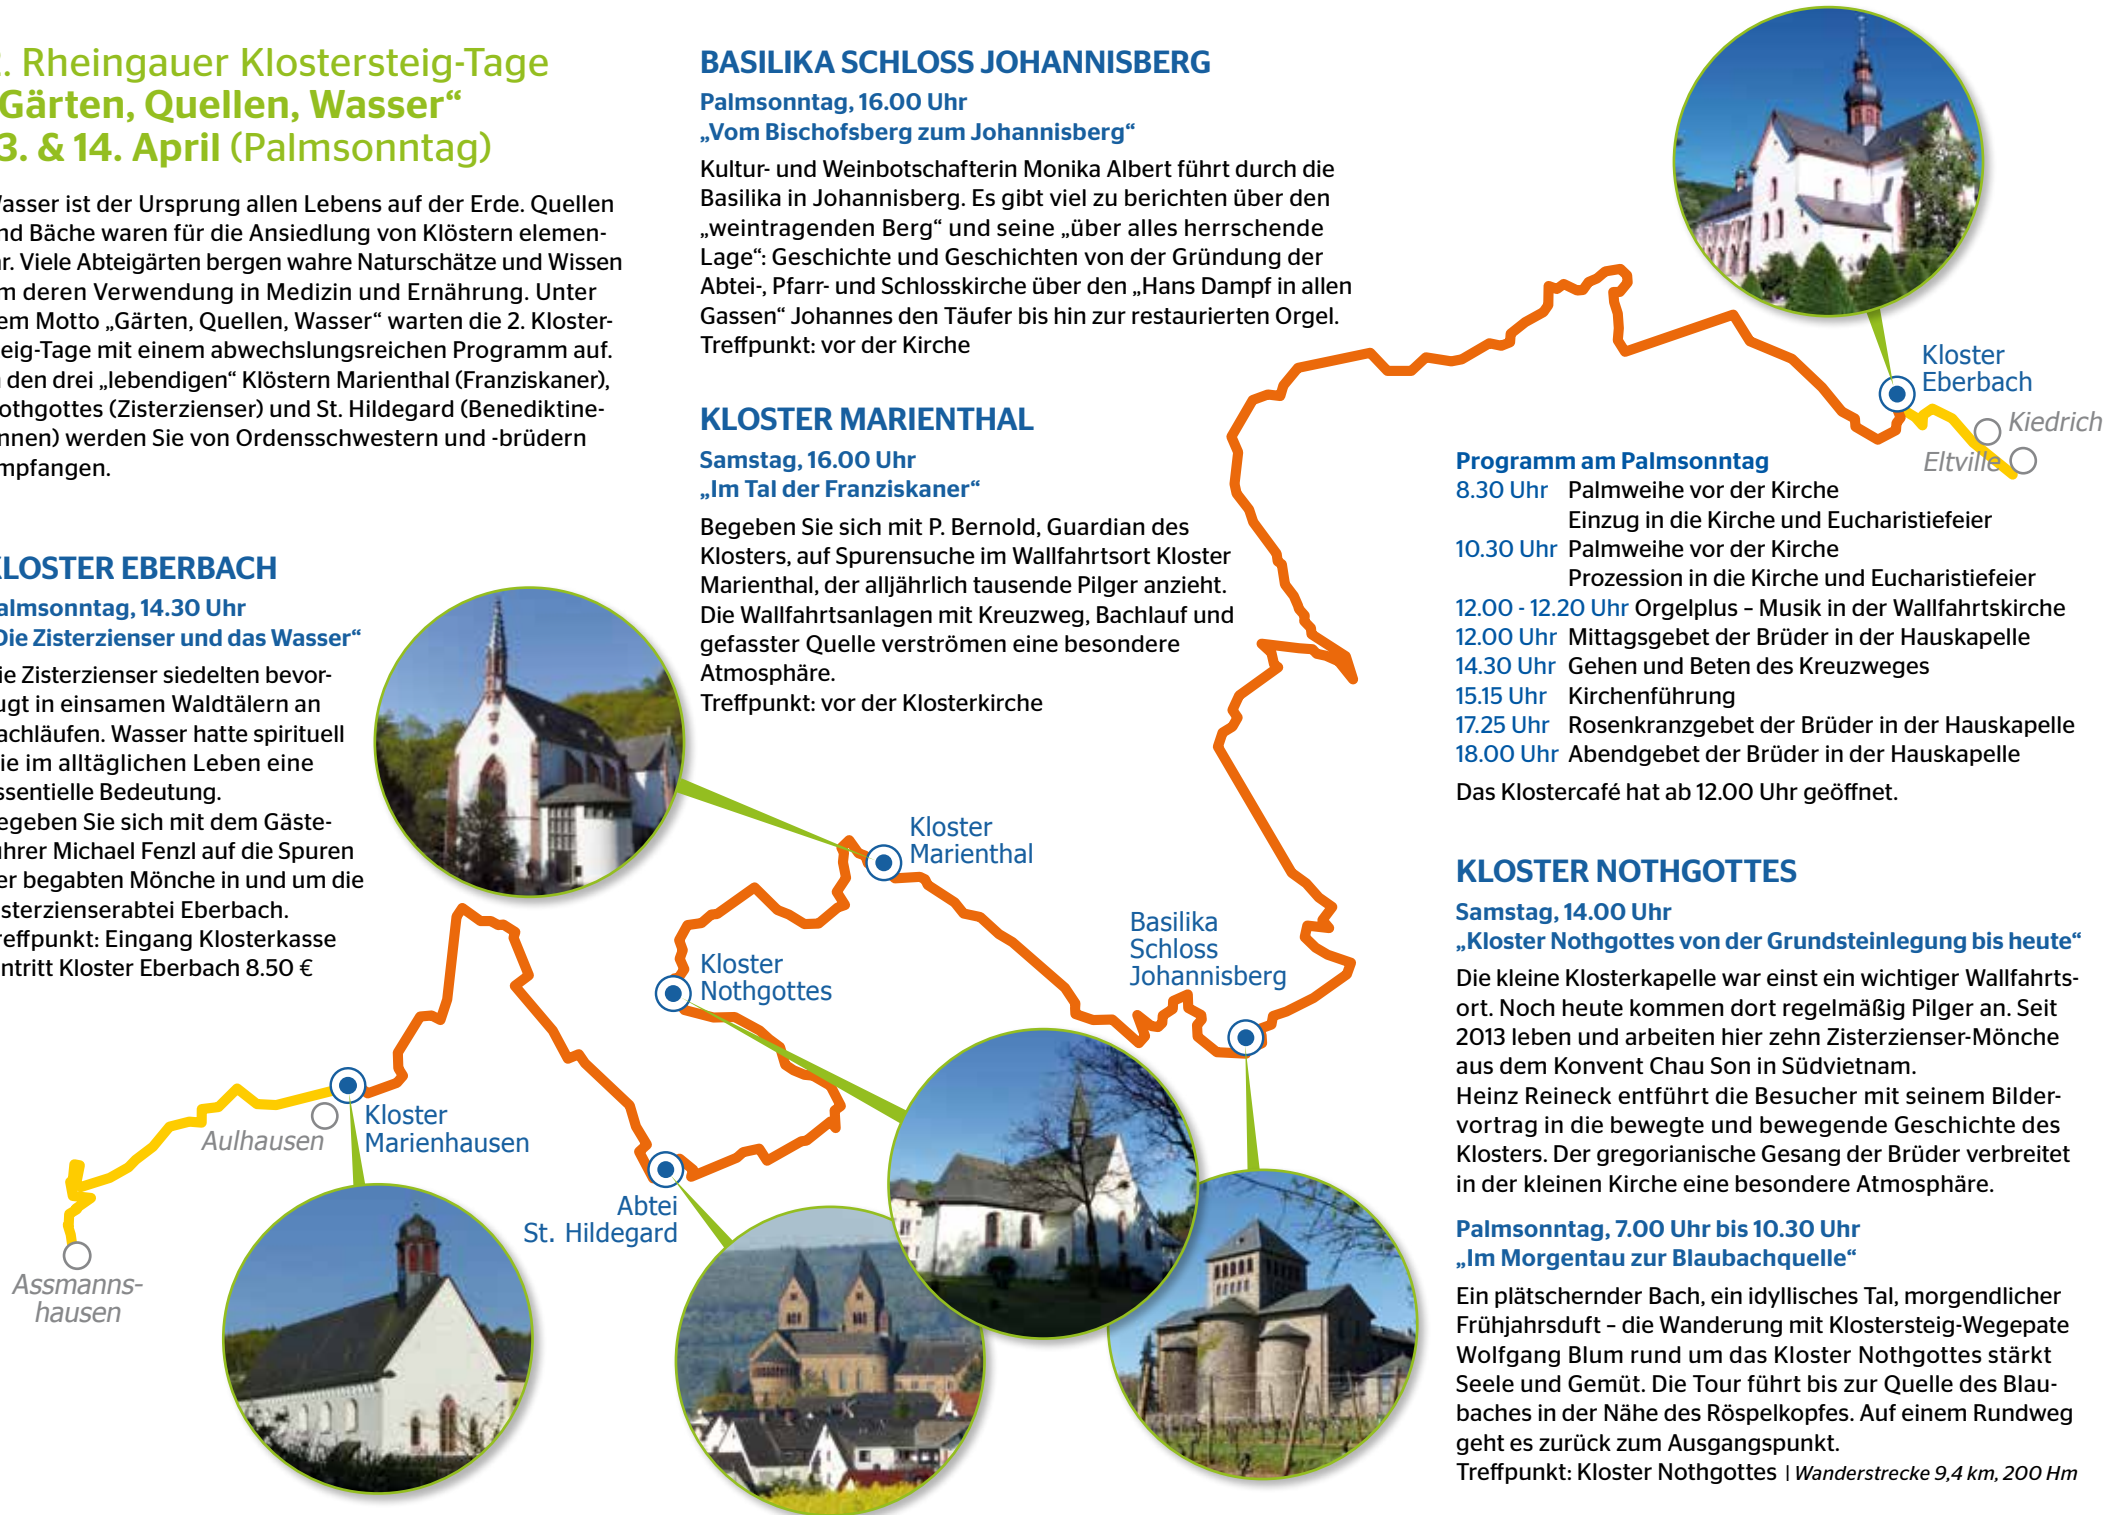 . Rheingauer Klostersteig-Tage
Gärten, Quellen, Wasser“
3. & 14. April (Palmsonntag)
asser ist der Ursprung allen Lebens auf der Erde. Quellen
nd Bäche waren für die Ansiedlung von Klöstern elemen-
ar. Viele Abteigärten bergen wahre Naturschätze und Wissen
m deren Verwendung in Medizin und Ernährung. Unter
em Motto „Gärten, Quellen, Wasser“ warten die 2. Kloster-
eig-Tage mit einem abwechslungsreichen Programm auf.
n den drei „lebendigen“ Klöstern Marienthal (Franziskaner),
othgottes (Zisterzienser) und St. Hildegard (Benediktine-
nnen) werden Sie von Ordensschwestern und -brüdern
mpfangen.
KLOSTER EBERBACH
almsonntag, 14.30 Uhr
Die Zisterzienser und das Wasser“
ie Zisterzienser siedelten bevor-
ugt in einsamen Waldtälern an
achläufen. Wasser hatte spirituell
ie im alltäglichen Leben eine
ssentielle Bedeutung.
egeben Sie sich mit dem Gäste-
ührer Michael Fenzl auf die Spuren
er begabten Mönche in und um die
isterzienserabtei Eberbach.
reffpunkt: Eingang Klosterkasse
intritt Kloster Eberbach 8.50 €
BASILIKA SCHLOSS JOHANNISBERG
Palmsonntag, 16.00 Uhr
„Vom Bischofsberg zum Johannisberg“
Kultur- und Weinbotschafterin Monika Albert führt durch die
Basilika in Johannisberg. Es gibt viel zu berichten über den
„weintragenden Berg“ und seine „über alles herrschende
Lage“: Geschichte und Geschichten von der Gründung der
Abtei-, Pfarr- und Schlosskirche über den „Hans Dampf in allen
Gassen“ Johannes den Täufer bis hin zur restaurierten Orgel.
Treffpunkt: vor der Kirche
KLOSTER MARIENTHAL
Samstag, 16.00 Uhr
„Im Tal der Franziskaner“
Begeben Sie sich mit P. Bernold, Guardian des
Klosters, auf Spurensuche im Wallfahrtsort Kloster
Marienthal, der alljährlich tausende Pilger anzieht.
Die Wallfahrtsanlagen mit Kreuzweg, Bachlauf und
gefasster Quelle verströmen eine besondere
Atmosphäre.
Treffpunkt: vor der Klosterkirche
Programm am Palmsonntag
8.30 Uhr Palmweihe vor der Kirche
Einzug in die Kirche und Eucharistiefeier
10.30 Uhr Palmweihe vor der Kirche
Prozession in die Kirche und Eucharistiefeier
12.00 - 12.20 Uhr Orgelplus – Musik in der Wallfahrtskirche
12.00 Uhr Mittagsgebet der Brüder in der Hauskapelle
14.30 Uhr Gehen und Beten des Kreuzweges
15.15 Uhr Kirchenführung
17.25 Uhr Rosenkranzgebet der Brüder in der Hauskapelle
18.00 Uhr Abendgebet der Brüder in der Hauskapelle
Das Klostercafé hat ab 12.00 Uhr geöffnet.
KLOSTER NOTHGOTTES
Samstag, 14.00 Uhr
„Kloster Nothgottes von der Grundsteinlegung bis heute“
Die kleine Klosterkapelle war einst ein wichtiger Wallfahrts-
ort. Noch heute kommen dort regelmäßig Pilger an. Seit
2013 leben und arbeiten hier zehn Zisterzienser-Mönche
aus dem Konvent Chau Son in Südvietnam.
Heinz Reineck entführt die Besucher mit seinem Bilder-
vortrag in die bewegte und bewegende Geschichte des
Klosters. Der gregorianische Gesang der Brüder verbreitet
in der kleinen Kirche eine besondere Atmosphäre.
Palmsonntag, 7.00 Uhr bis 10.30 Uhr
„Im Morgentau zur Blaubachquelle“
Ein plätschernder Bach, ein idyllisches Tal, morgendlicher
Frühjahrsduft – die Wanderung mit Klostersteig-Wegepate
Wolfgang Blum rund um das Kloster Nothgottes stärkt
Seele und Gemüt. Die Tour führt bis zur Quelle des Blau-
baches in der Nähe des Röspelkopfes. Auf einem Rundweg
geht es zurück zum Ausgangspunkt.
Treffpunkt: Kloster Nothgottes | Wanderstrecke 9,4 km, 200 Hm
Kloster
Eberbach
Kiedrich
Eltville
Kloster
Marienthal
Basilika
Schloss
Johannisberg
Kloster
Nothgottes
Kloster
Marienhausen
Aulhausen
Abtei
St. Hildegard
Assmanns-
hausen